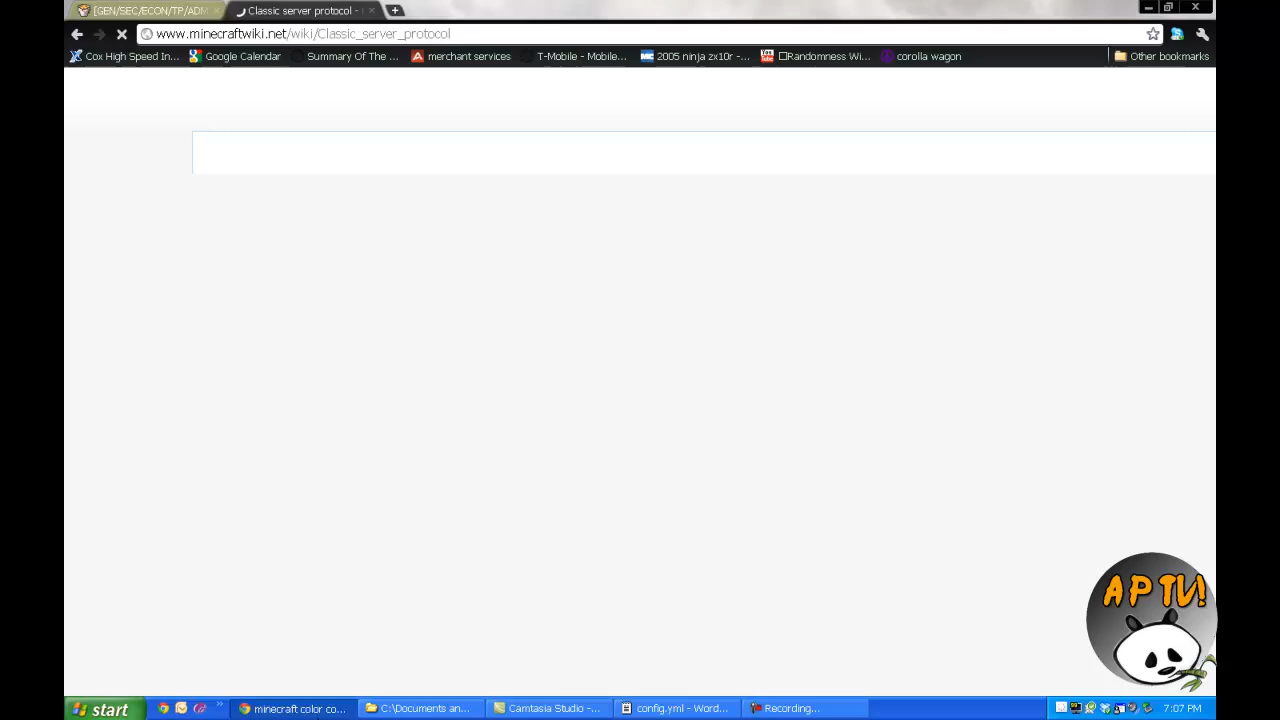 [GEN/SEC/ECON/TP/ADM
Classic server protocol -
www.minecraftwiki.net/wiki/Classic_server_protocol
Cox High Speed In...
Google Calendar
Summary Of The ...
merchant services
T-Mobile - Mobile...
2005 ninja zx10r -...
□Randomness Wi...
corolla wagon
Other bookmarks
AP TV!
start
minecraft color co...
C:\Documents an...
Camtasia Studio -...
config.yml - Word...
Recording...
7:07 PM